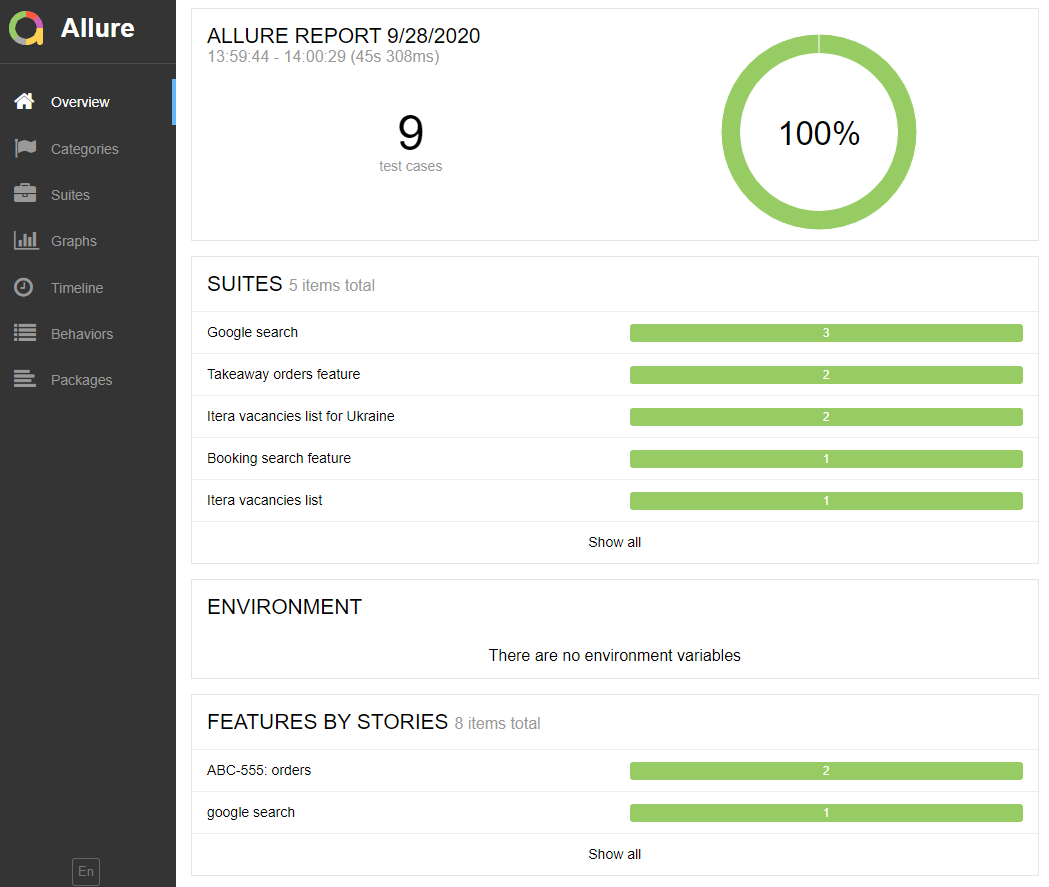 Allure
Overview
Categories
Suites
Graphs
Timeline
Behaviors
Packages
En
ALLURE REPORT 9/28/2020
13:59:44 - 14:00:29 (45s 308ms)
9
test cases
100%
SUITES 5 items total
Google search 3
Takeaway orders feature 2
Itera vacancies list for Ukraine 2
Booking search feature 1
Itera vacancies list 1
Show all
ENVIRONMENT
There are no environment variables
FEATURES BY STORIES 8 items total
ABC-555: orders 2
google search 1
Show all